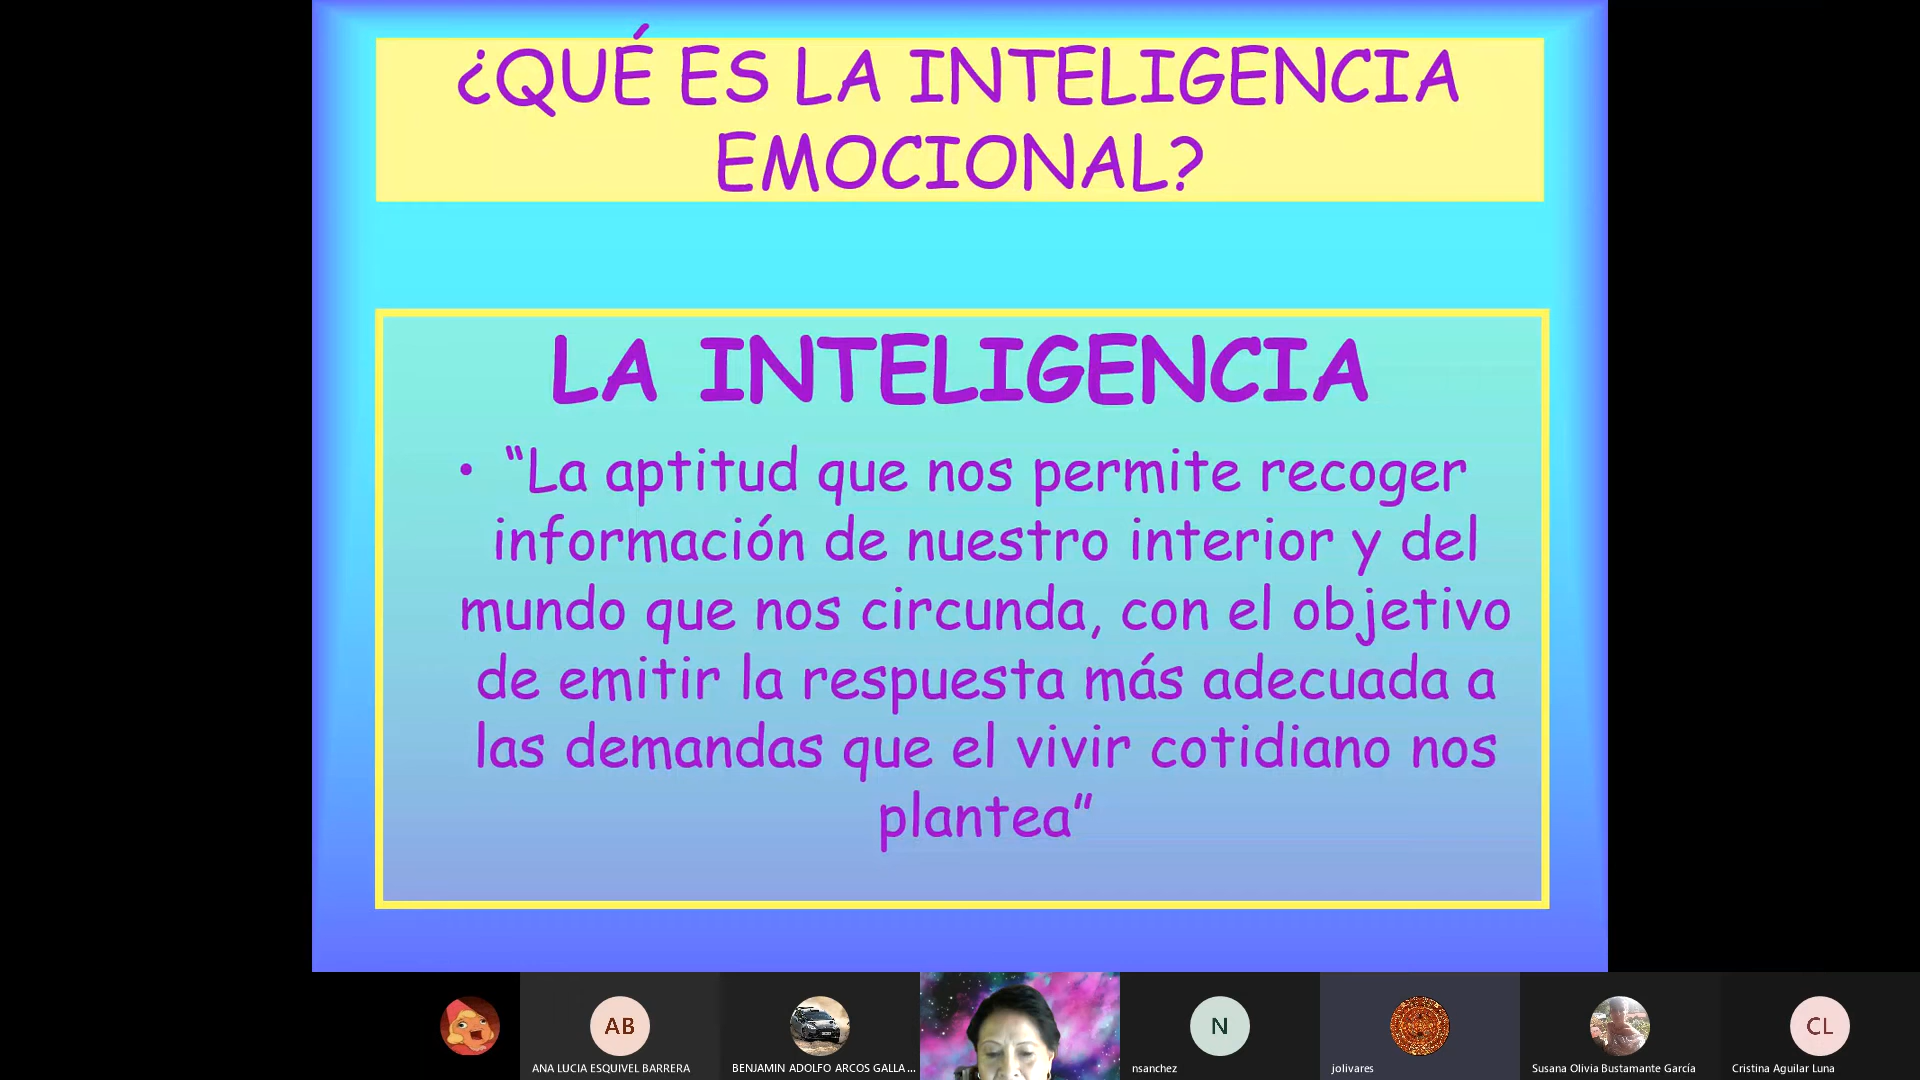 ¿QUÉ ES LA INTELIGENCIA
EMOCIONAL?
LA INTELIGENCIA
• “La aptitud que nos permite recoger
información de nuestro interior y del
mundo que nos circunda, con el objetivo
de emitir la respuesta más adecuada a
las demandas que el vivir cotidiano nos
plantea”
AB
N
CL
ANA LUCIA ESQUIVEL BARRERA
BENJAMIN ADOLFO ARCOS GALLA...
nsanchez
jolivares
Susana Olivia Bustamante García
Cristina Aguilar Luna